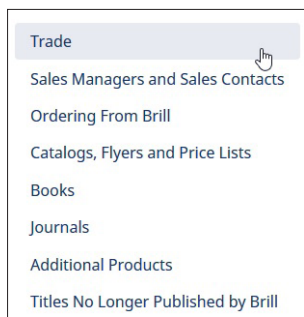 Trade
Sales Managers and Sales Contacts
Ordering From Brill
Catalogs, Flyers and Price Lists
Books
Journals
Additional Products
Titles No Longer Published by Brill